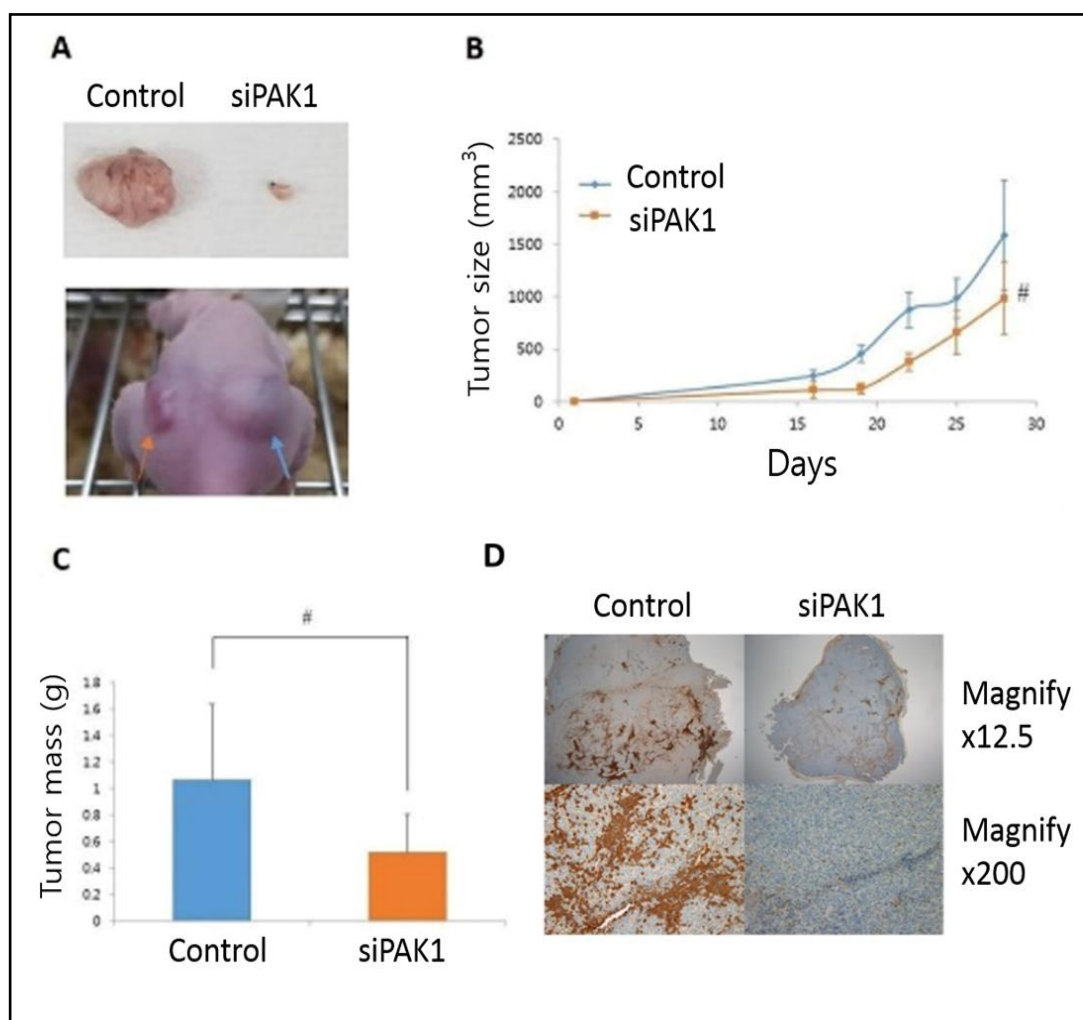 A
Control siPAK1
B
Tumor size (mm³)
2500
2000
1500
1000
500
0
Control
siPAK1
#
0 5 10 15 20 25 30
Days
C
#
Tumor mass (g)
1.8
1.6
1.4
1.2
1
0.8
0.6
0.4
0.2
0
Control siPAK1
D
Control siPAK1
Magnify
x12.5
Magnify
x200